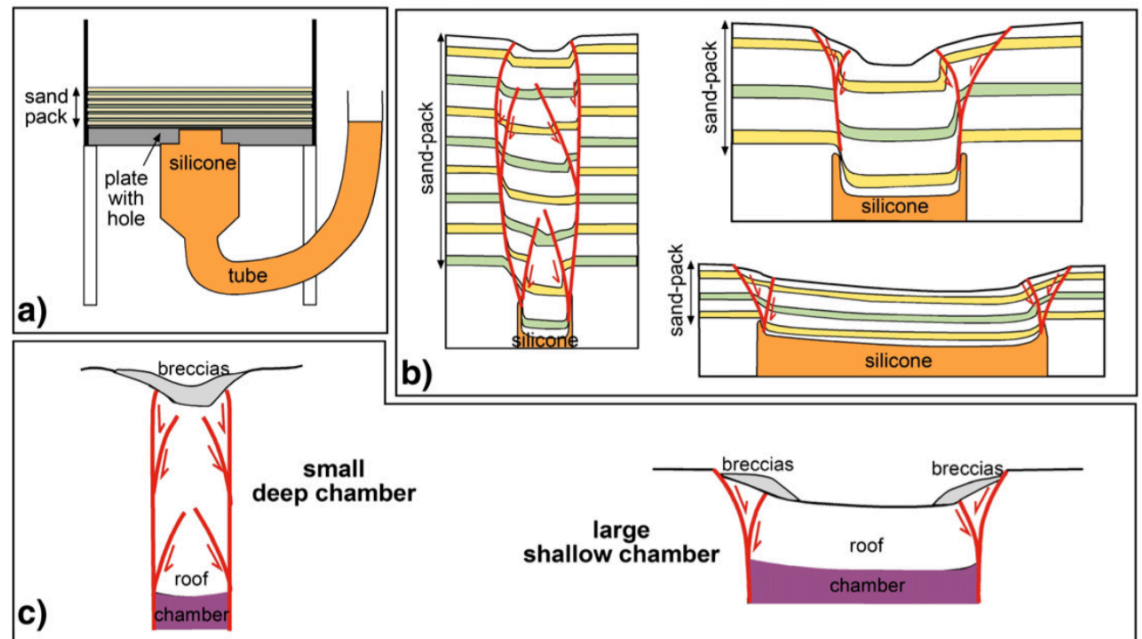 a)
sand
pack
silicone
plate
with
hole
tube
b)
sand-pack
silicone
sand-pack
silicone
sand-pack
silicone
c)
breccias
small
deep chamber
roof
chamber
breccias
breccias
large
shallow chamber
roof
chamber